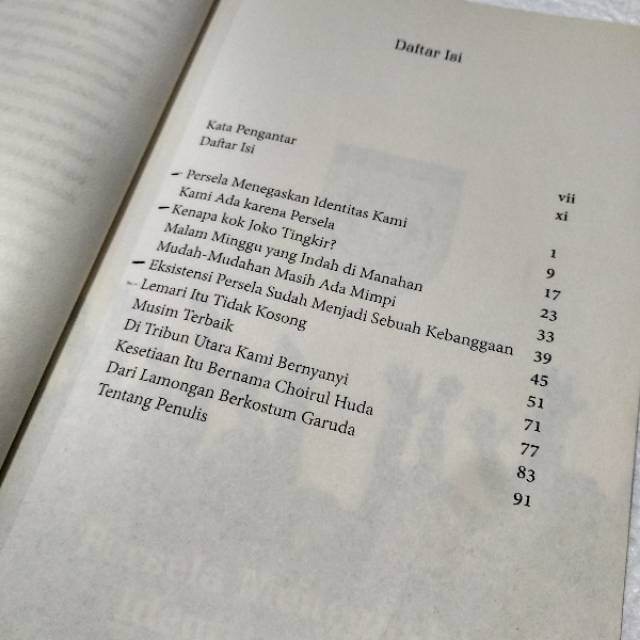 Daftar Isi
Kata Pengantar vii
Daftar Isi xi
Persela Menegaskan Identitas Kami 1
Kami Ada karena Persela 9
Kenapa kok Joko Tingkir? 17
Malam Minggu yang Indah di Manahan 23
Mudah-Mudahan Masih Ada Mimpi 33
Eksistensi Persela Sudah Menjadi Sebuah Kebanggaan 39
Lemari Itu Tidak Kosong 45
Musim Terbaik 51
Di Tribun Utara Kami Bernyanyi 71
Kesetiaan Itu Bernama Choirul Huda 77
Dari Lamongan Berkostum Garuda 83
Tentang Penulis 91